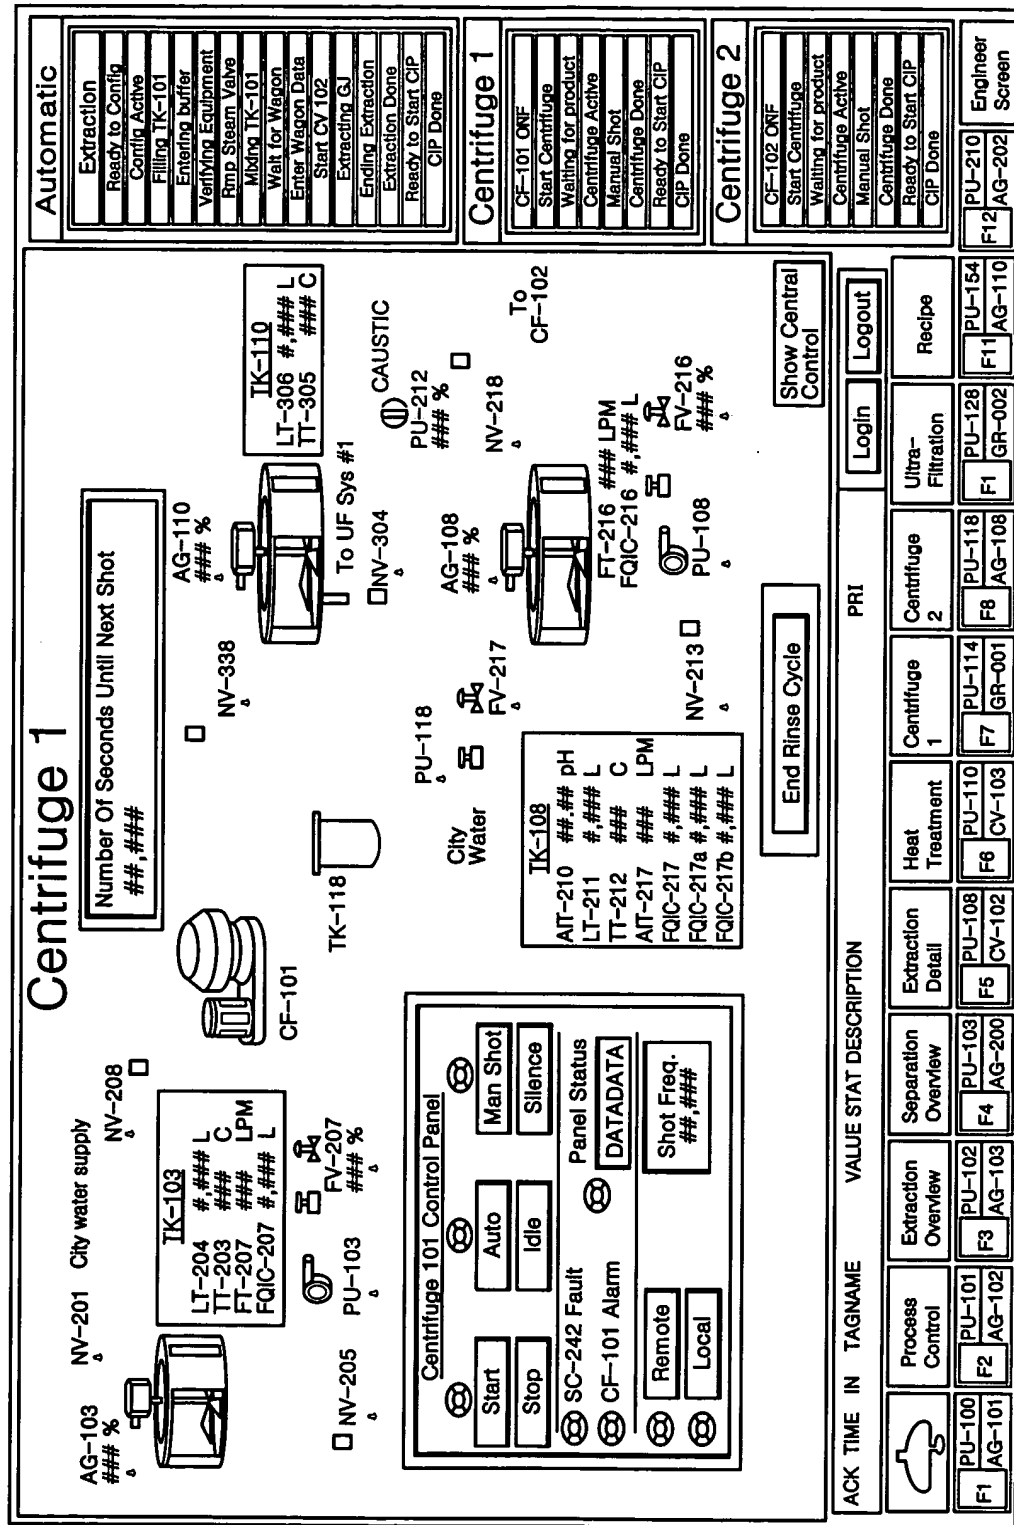 Centrifuge 1
Number Of Seconds Until Next Shot
##,###
AG-103
### %
NV-201
City water supply
NV-208
TK-103
LT-204 #,### L
TT-203 ### C
FT-207 ### LPM
FQIC-207 #,### L
NV-205
PU-103
FV-207
### %
CF-101
TK-118
NV-338
AG-110
### %
TK-110
LT-306 #,### L
TT-305 ### C
To UF Sys #1
NV-304
CAUSTIC
PU-212
### %
City
Water
PU-118
FV-217
AG-108
### %
NV-218
To
CF-102
TK-108
AIT-210 ##.## pH
LT-211 #,### L
TT-212 ### C
AIT-217 ### LPM
FQIC-217 #,### L
FQIC-217a #,### L
FQIC-217b #,### L
NV-213
PU-108
FT-216 ### LPM
FQIC-216 #,### L
FV-216
### %
Centrifuge 101 Control Panel
Start
Auto
Man Shot
Stop
Idle
Silence
SC-242 Fault
Panel Status
CF-101 Alarm
DATADATA
Remote
Local
Shot Freq.
##,###
End Rinse Cycle
Show Central
Control
Automatic
Extraction
Ready to Config
Config Active
Filling TK-101
Entering buffer
Verifying Equipment
Rmp Steem Valve
Mixing TK-101
Wait for Wagon
Enter Wagon Data
Start CV 102
Extracting GJ
Ending Extraction
Extraction Done
Ready to Start CIP
CIP Done
Centrifuge 1
CF-101 ONF
Start Centrifuge
Waiting for product
Centrifuge Active
Manual Shot
Centrifuge Done
Ready to Start CIP
CIP Done
Centrifuge 2
CF-102 ONF
Start Centrifuge
Waiting for product
Centrifuge Active
Manual Shot
Centrifuge Done
Ready to Start CIP
CIP Done
ACK TIME IN TAGNAME VALUE STAT DESCRIPTION PRI
Login
Logout
Process
Control
Extraction
Overview
Separation
Overview
Extraction
Detail
Heat
Treatment
Centrifuge
1
Centrifuge
2
Ultra-
Filtration
Recipe
Engineer
Screen
F1 PU-100 AG-101
F2 PU-101 AG-102
F3 PU-102 AG-103
F4 PU-103 AG-200
F5 PU-108 CV-102
F6 PU-110 CV-103
F7 PU-114 GR-001
F8 PU-118 AG-108
F1 PU-128 GR-002
F11 PU-154 AG-110
F12 PU-210 AG-202